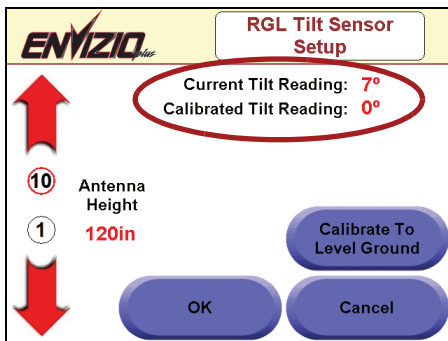 ENVIZIO plus
RGL Tilt Sensor
Setup
Current Tilt Reading: 7º
Calibrated Tilt Reading: 0º
10
Antenna
Height
1
120in
Calibrate To
Level Ground
OK
Cancel